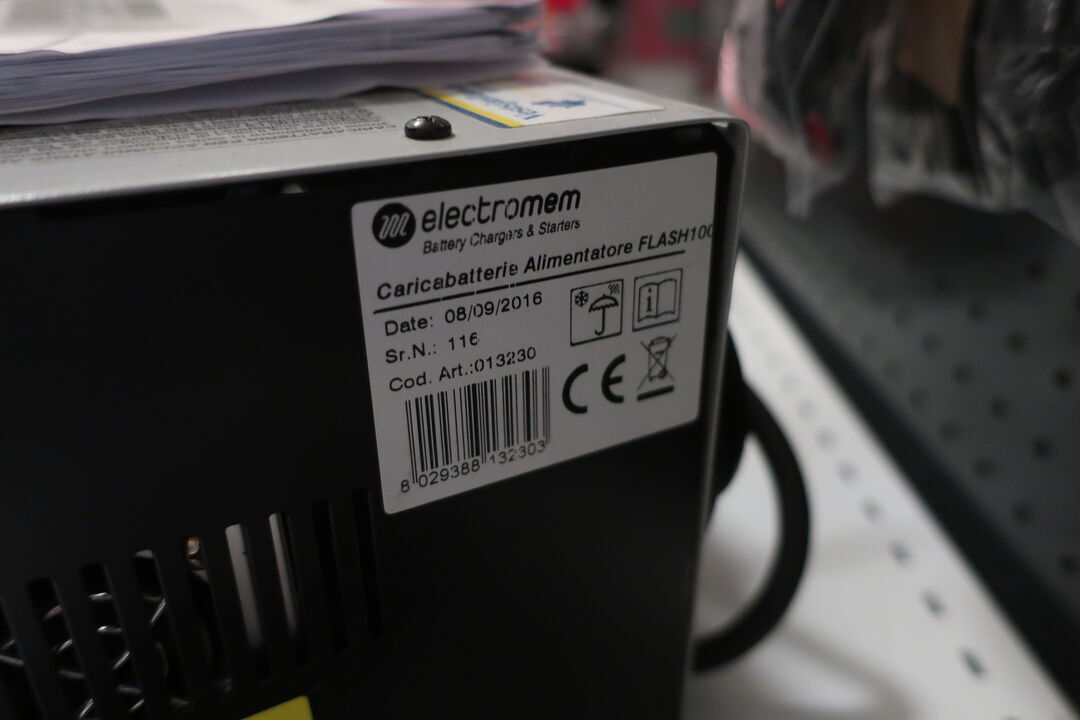 electromem
Battery Chargers & Starters
Caricabatterie Alimentatore FLASH100
Date: 08/09/2016
Sr.N.: 116
Cod. Art.:013230
CE
8 029388 132303